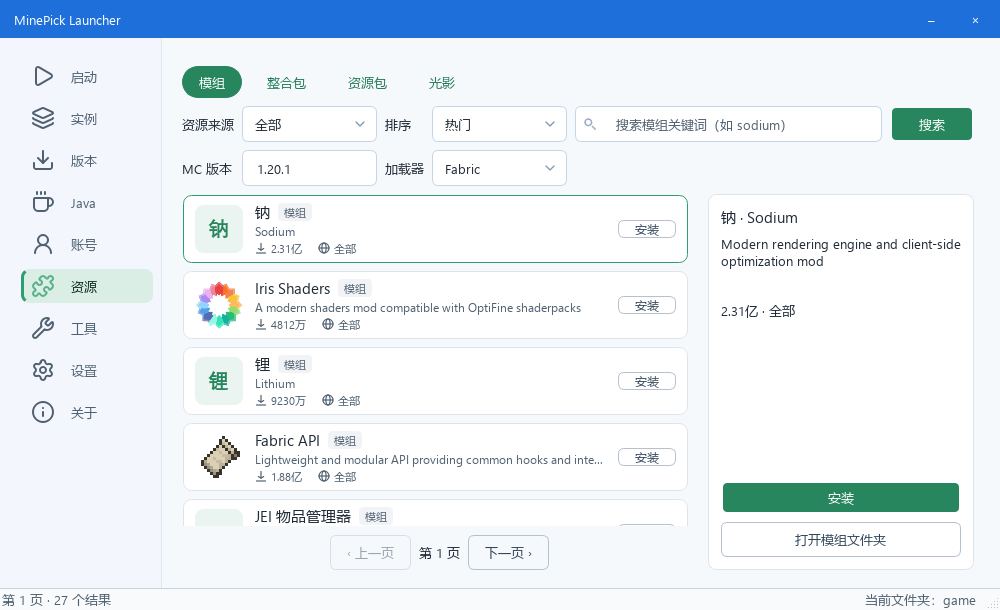 MinePick Launcher
启动
实例
版本
Java
账号
资源
工具
设置
关于
模组 整合包 资源包 光影
资源来源 全部 排序 热门 搜索模组关键词（如 sodium） 搜索
MC 版本 1.20.1 加载器 Fabric
钠
钠 模组
Sodium
2.31亿 全部
安装
Iris Shaders 模组
A modern shaders mod compatible with OptiFine shaderpacks
4812万 全部
安装
锂
锂 模组
Lithium
9230万 全部
安装
Fabric API 模组
Lightweight and modular API providing common hooks and inte...
1.88亿 全部
安装
JEI 物品管理器 模组
‹ 上一页 第 1 页 下一页 ›
钠 · Sodium
Modern rendering engine and client-side
optimization mod
2.31亿 · 全部
安装
打开模组文件夹
第 1 页 · 27 个结果
当前文件夹：game